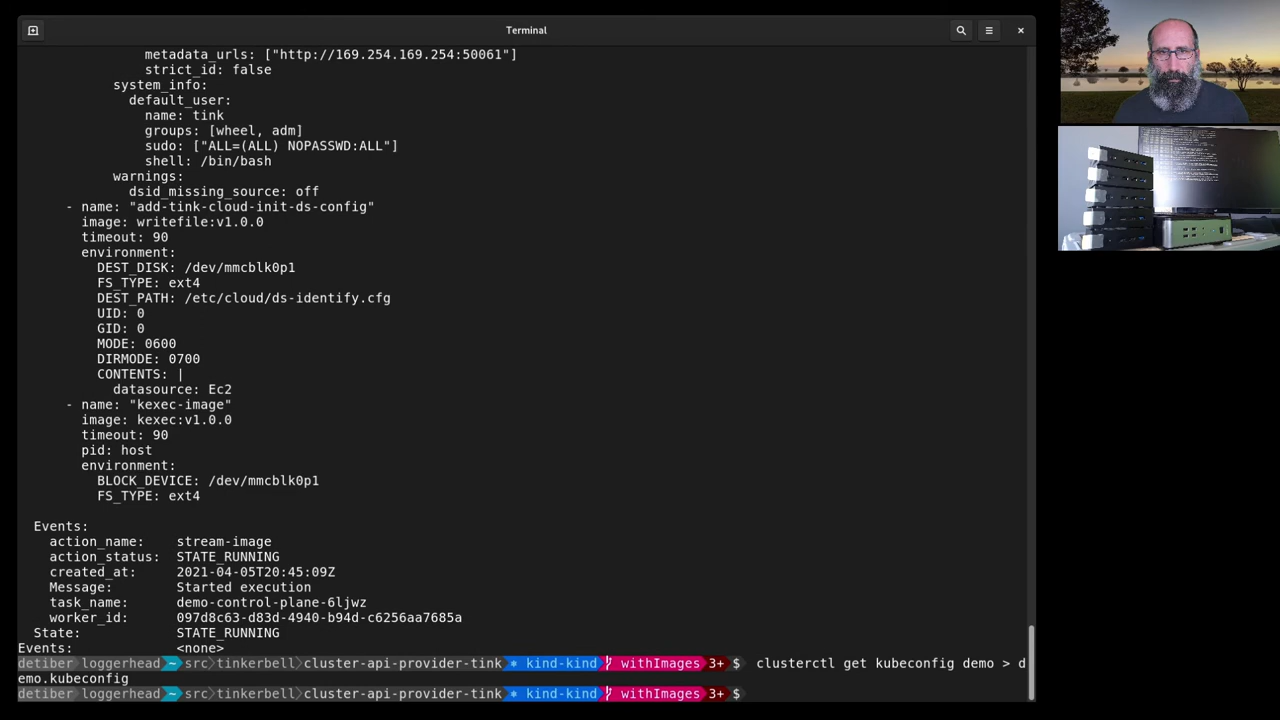 Terminal
metadata_urls: ["http://169.254.169.254:50061"]
strict_id: false
system_info:
default_user:
name: tink
groups: [wheel, adm]
sudo: ["ALL=(ALL) NOPASSWD:ALL"]
shell: /bin/bash
warnings:
dsid_missing_source: off
- name: "add-tink-cloud-init-ds-config"
image: writefile:v1.0.0
timeout: 90
environment:
DEST_DISK: /dev/mmcblk0p1
FS_TYPE: ext4
DEST_PATH: /etc/cloud/ds-identify.cfg
UID: 0
GID: 0
MODE: 0600
DIRMODE: 0700
CONTENTS: |
datasource: Ec2
- name: "kexec-image"
image: kexec:v1.0.0
timeout: 90
pid: host
environment:
BLOCK_DEVICE: /dev/mmcblk0p1
FS_TYPE: ext4
Events:
action_name: stream-image
action_status: STATE_RUNNING
created_at: 2021-04-05T20:45:09Z
Message: Started execution
task_name: demo-control-plane-6ljwz
worker_id: 097d8c63-d83d-4940-b94d-c6256aa7685a
State: STATE_RUNNING
Events: <none>
detiber loggerhead ~ src tinkerbell cluster-api-provider-tink ⎈ kind-kind withImages 3+ $ clusterctl get kubeconfig demo > d
emo.kubeconfig
detiber loggerhead ~ src tinkerbell cluster-api-provider-tink ⎈ kind-kind withImages 3+ $